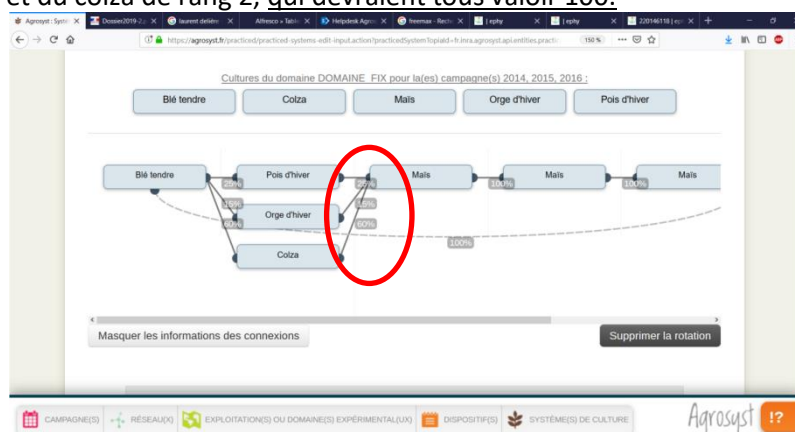 et du colza de rang 2, qui devraient tous valoir 100.
Agrosyst : Systè
Dossier2019-2.p
laurent delière
Alfresco » Table
Helpdesk Agros
freemax - Reche
| ephy
| ephy
220146118 | eph
https://agrosyst.fr/practiced/practiced-systems-edit-input.action?practicedSystemTopiaId=fr.inra.agrosyst.api.entities.practic
150 %
Cultures du domaine DOMAINE_FIX pour la(es) campagne(s) 2014, 2015, 2016 :
Blé tendre Colza Maïs Orge d'hiver Pois d'hiver
Blé tendre Pois d'hiver Maïs Maïs Maïs
25% 25% 100% 100%
15% 15%
Orge d'hiver
60% 60%
100%
Colza
Masquer les informations des connexions
Supprimer la rotation
CAMPAGNE(S) RÉSEAU(X) EXPLOITATION(S) OU DOMAINE(S) EXPÉRIMENTAL(UX) DISPOSITIF(S) SYSTÈME(S) DE CULTURE
Agrosyst !?